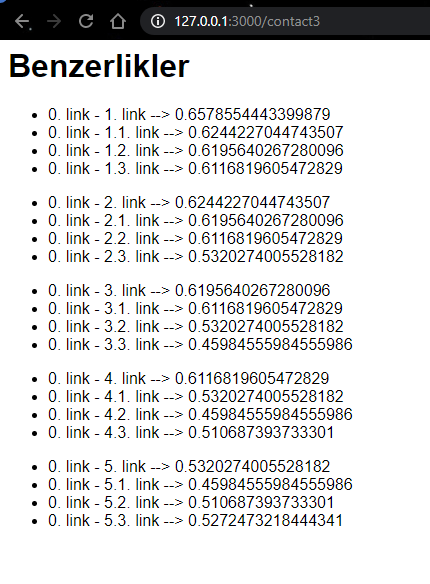 127.0.0.1:3000/contact3
Benzerlikler
0. link - 1. link --> 0.6578554443399879
0. link - 1.1. link --> 0.6244227044743507
0. link - 1.2. link --> 0.6195640267280096
0. link - 1.3. link --> 0.6116819605472829
0. link - 2. link --> 0.6244227044743507
0. link - 2.1. link --> 0.6195640267280096
0. link - 2.2. link --> 0.6116819605472829
0. link - 2.3. link --> 0.5320274005528182
0. link - 3. link --> 0.6195640267280096
0. link - 3.1. link --> 0.6116819605472829
0. link - 3.2. link --> 0.5320274005528182
0. link - 3.3. link --> 0.45984555984555986
0. link - 4. link --> 0.6116819605472829
0. link - 4.1. link --> 0.5320274005528182
0. link - 4.2. link --> 0.45984555984555986
0. link - 4.3. link --> 0.510687393733301
0. link - 5. link --> 0.5320274005528182
0. link - 5.1. link --> 0.45984555984555986
0. link - 5.2. link --> 0.510687393733301
0. link - 5.3. link --> 0.5272473218444341